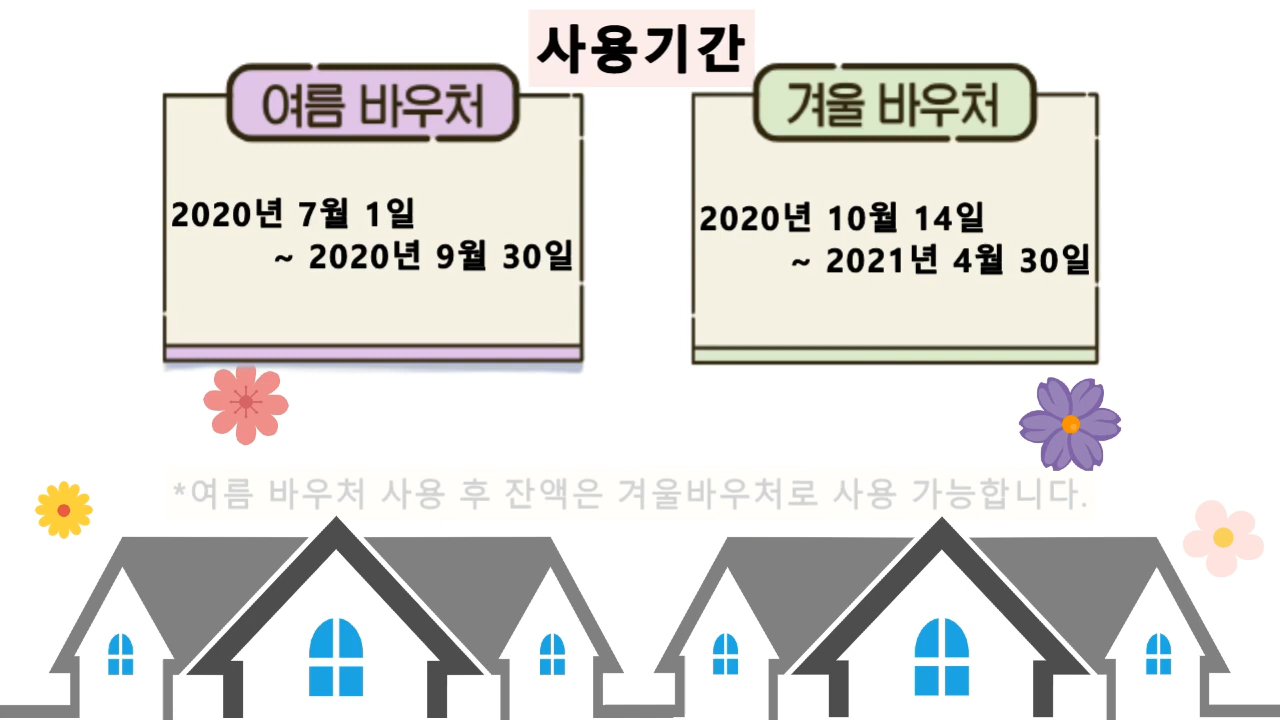 사용기간
여름 바우처
2020년 7월 1일
~ 2020년 9월 30일
겨울 바우처
2020년 10월 14일
~ 2021년 4월 30일
*여름 바우처 사용 후 잔액은 겨울바우처로 사용 가능합니다.